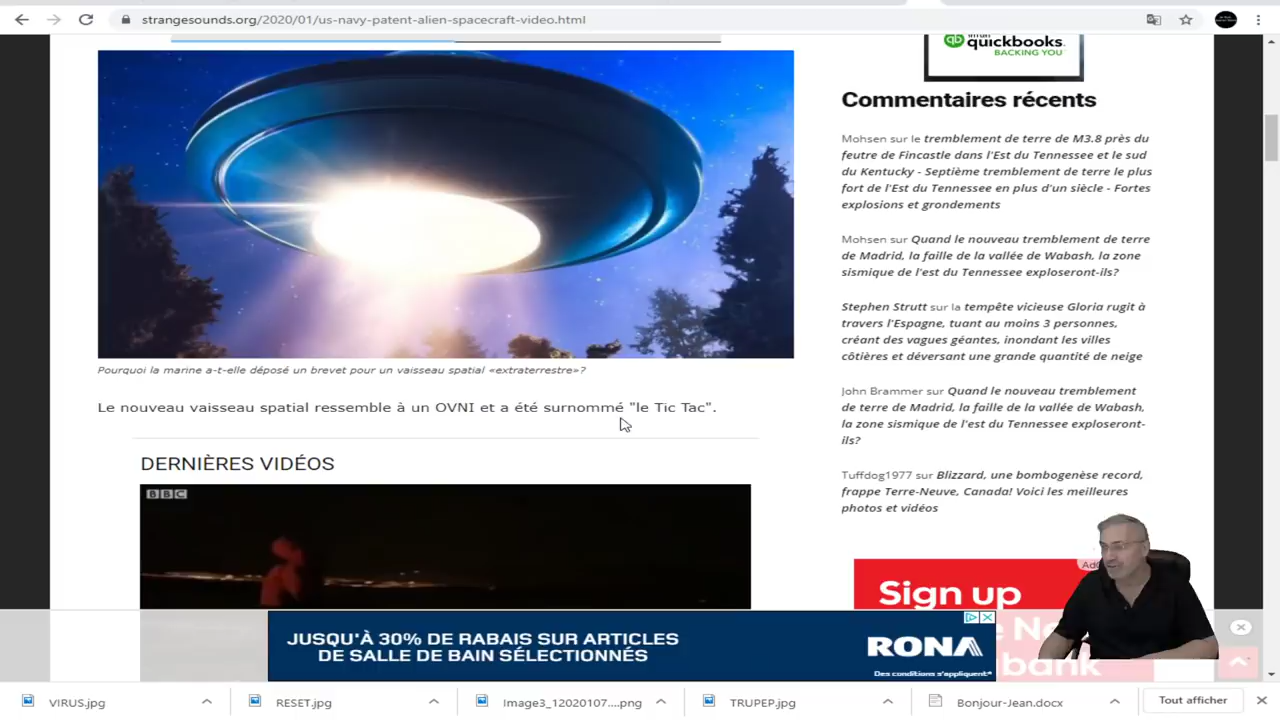 strangesounds.org/2020/01/us-navy-patent-alien-spacecraft-video.html
quickbooks.
BACKING YOU
Pourquoi la marine a-t-elle déposé un brevet pour un vaisseau spatial «extraterrestre»?
Le nouveau vaisseau spatial ressemble à un OVNI et a été surnommé "le Tic Tac".
DERNIÈRES VIDÉOS
BBC
Commentaires récents
Mohsen sur le tremblement de terre de M3.8 près du
feutre de Fincastle dans l'Est du Tennessee et le sud
du Kentucky - Septième tremblement de terre le plus
fort de l'Est du Tennessee en plus d'un siècle - Fortes
explosions et grondements
Mohsen sur Quand le nouveau tremblement de terre
de Madrid, la faille de la vallée de Wabash, la zone
sismique de l'est du Tennessee exploseront-ils?
Stephen Strutt sur la tempête vicieuse Gloria rugit à
travers l'Espagne, tuant au moins 3 personnes,
créant des vagues géantes, inondant les villes
côtières et déversant une grande quantité de neige
John Brammer sur Quand le nouveau tremblement
de terre de Madrid, la faille de la vallée de Wabash,
la zone sismique de l'est du Tennessee exploseront-
ils?
Tuffdog1977 sur Blizzard, une bombogenèse record,
frappe Terre-Neuve, Canada! Voici les meilleures
photos et vidéos
Sign up
JUSQU'À 30% DE RABAIS SUR ARTICLES
DE SALLE DE BAIN SÉLECTIONNÉS
RONA
Des conditions s'appliquent.*
VIRUS.jpg
RESET.jpg
Image3_12020107....png
TRUPEP.jpg
Bonjour-Jean.docx
Tout afficher